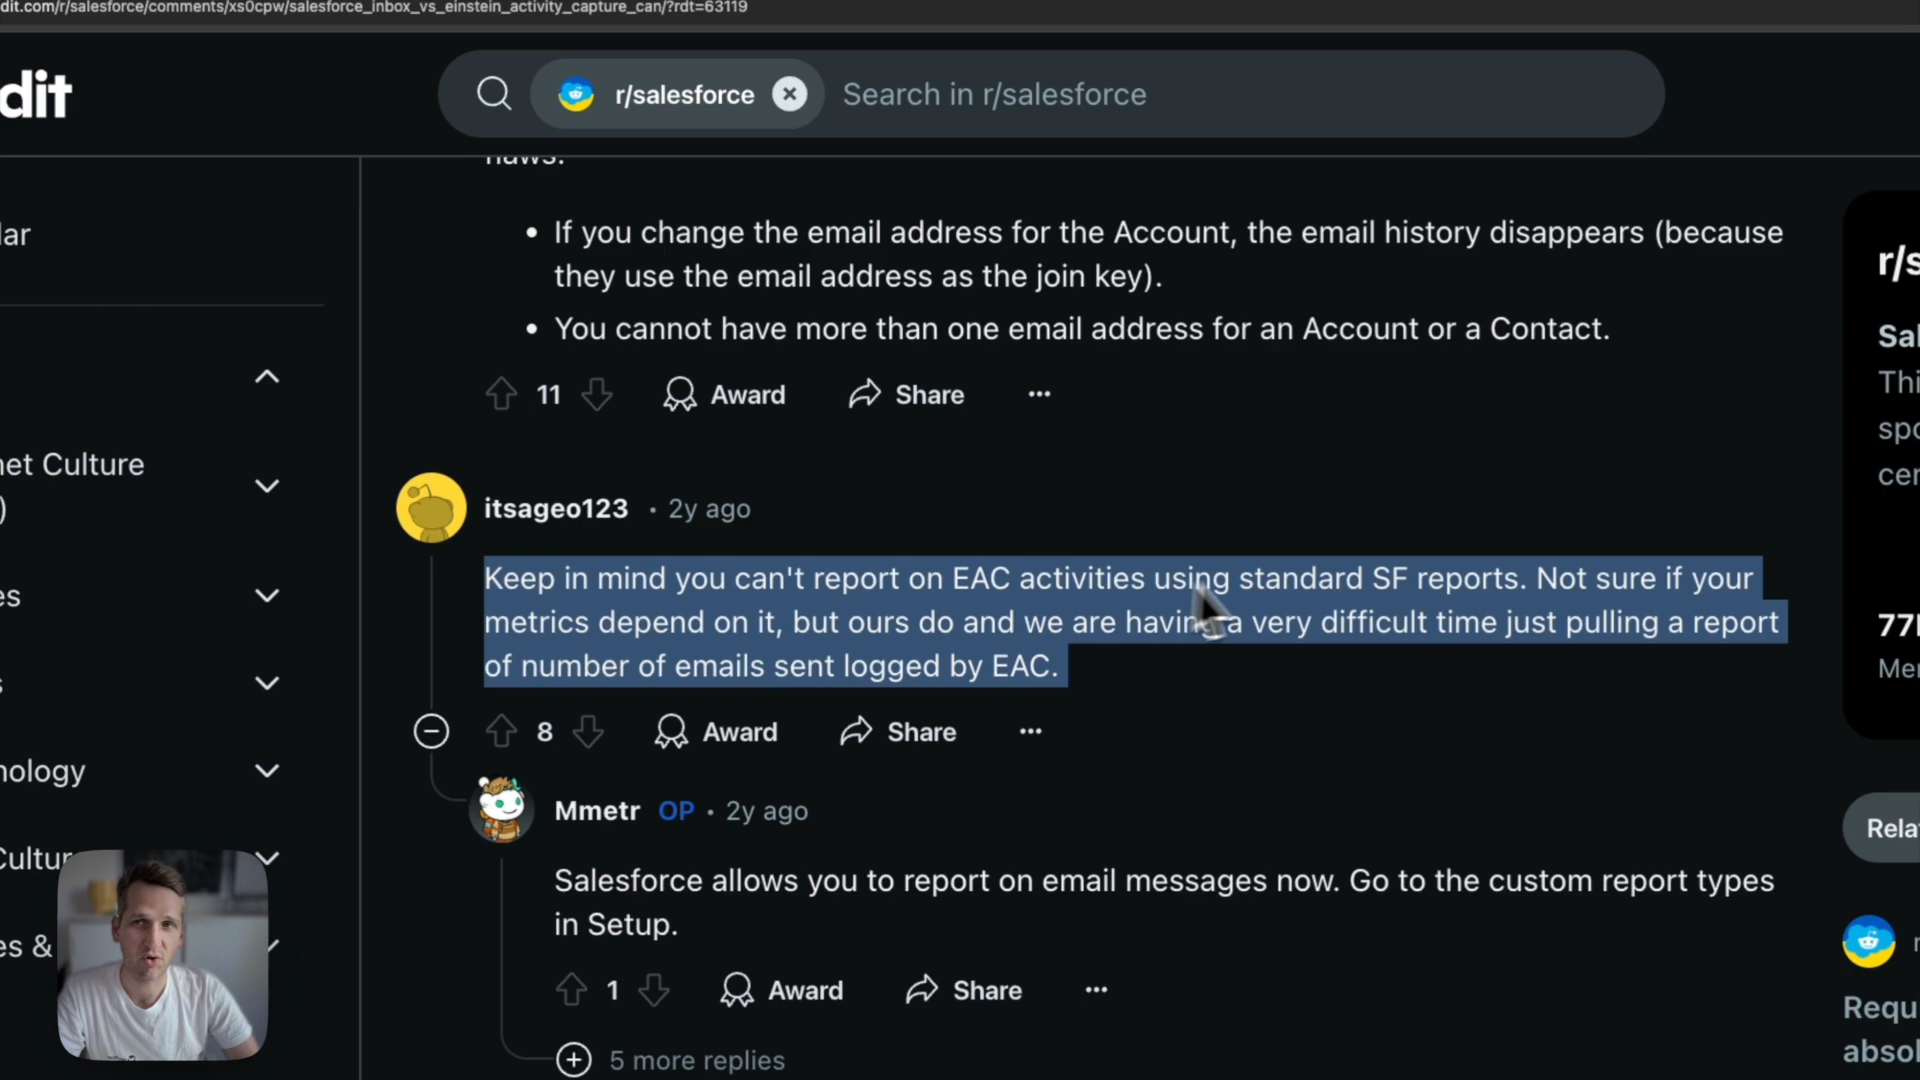 dit.com/r/salesforce/comments/xs0cpw/salesforce_inbox_vs_einstein_activity_capture_can/?rdt=63119
dit
r/salesforce
Search in r/salesforce
If you change the email address for the Account, the email history disappears (because
they use the email address as the join key).
You cannot have more than one email address for an Account or a Contact.
11
Award
Share
itsageo123
• 2y ago
Keep in mind you can't report on EAC activities using standard SF reports. Not sure if your
metrics depend on it, but ours do and we are having a very difficult time just pulling a report
of number of emails sent logged by EAC.
8
Award
Share
Mmetr OP • 2y ago
Salesforce allows you to report on email messages now. Go to the custom report types
in Setup.
1
Award
Share
5 more replies
lar
net Culture
)
es
s
nology
Cultur
es &
r/s
Sal
Thi
spo
cer
77
Mer
Rela
r
Requ
absol